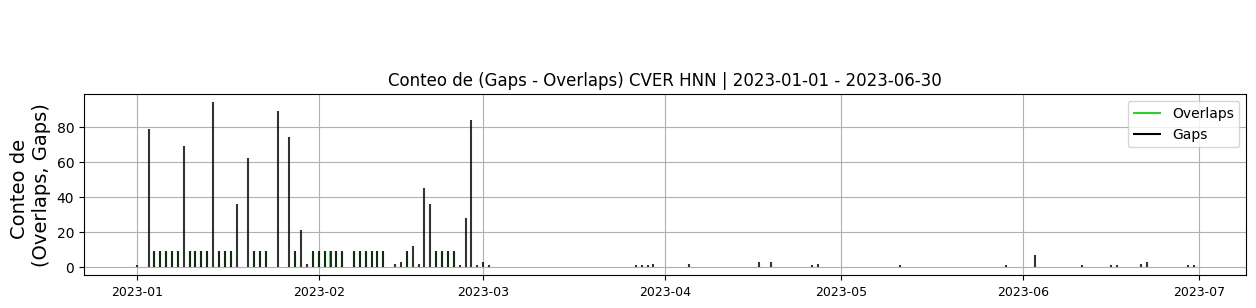 Conteo de (Gaps - Overlaps) CVER HNN | 2023-01-01 - 2023-06-30
Conteo de
(Overlaps, Gaps)
80
60
40
20
0
Overlaps
Gaps
2023-01
2023-02
2023-03
2023-04
2023-05
2023-06
2023-07